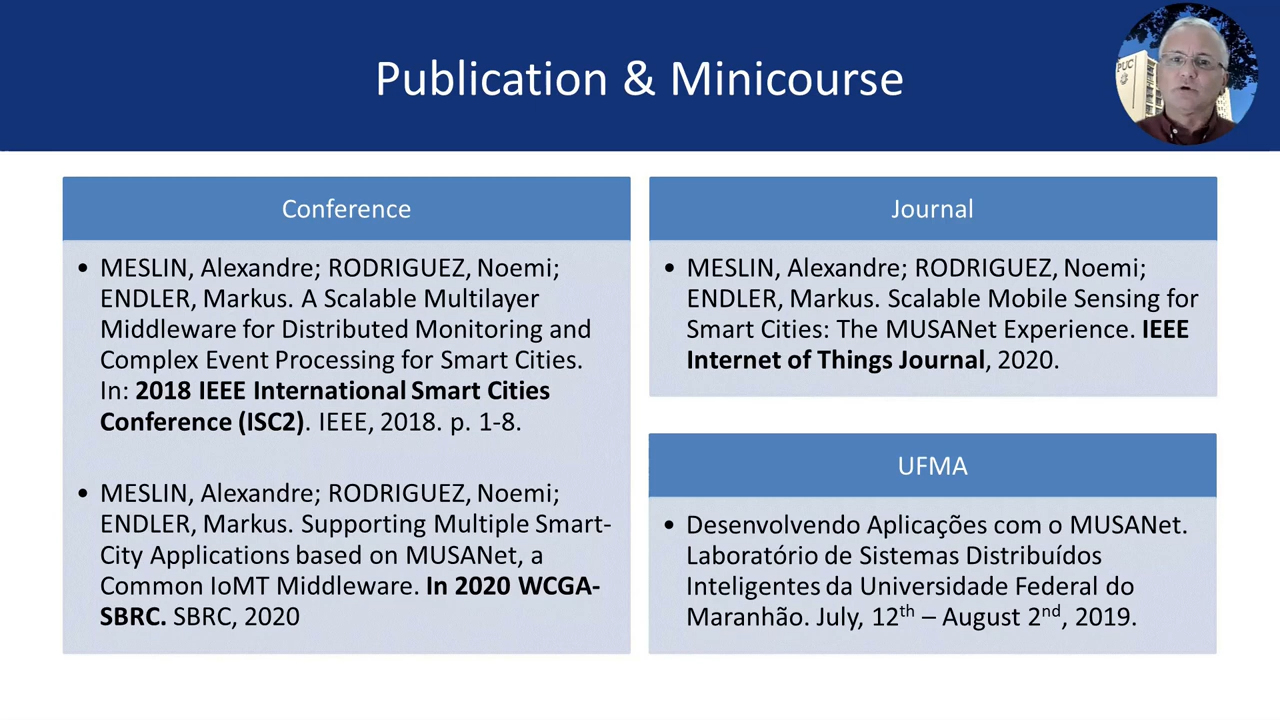 Publication & Minicourse
PUC
Conference
• MESLIN, Alexandre; RODRIGUEZ, Noemi;
ENDLER, Markus. A Scalable Multilayer
Middleware for Distributed Monitoring and
Complex Event Processing for Smart Cities.
In: 2018 IEEE International Smart Cities
Conference (ISC2). IEEE, 2018. p. 1-8.
• MESLIN, Alexandre; RODRIGUEZ, Noemi;
ENDLER, Markus. Supporting Multiple Smart-
City Applications based on MUSANet, a
Common IoMT Middleware. In 2020 WCGA-
SBRC. SBRC, 2020
Journal
• MESLIN, Alexandre; RODRIGUEZ, Noemi;
ENDLER, Markus. Scalable Mobile Sensing for
Smart Cities: The MUSANet Experience. IEEE
Internet of Things Journal, 2020.
UFMA
• Desenvolvendo Aplicações com o MUSANet.
Laboratório de Sistemas Distribuídos
Inteligentes da Universidade Federal do
Maranhão. July, 12th – August 2nd, 2019.